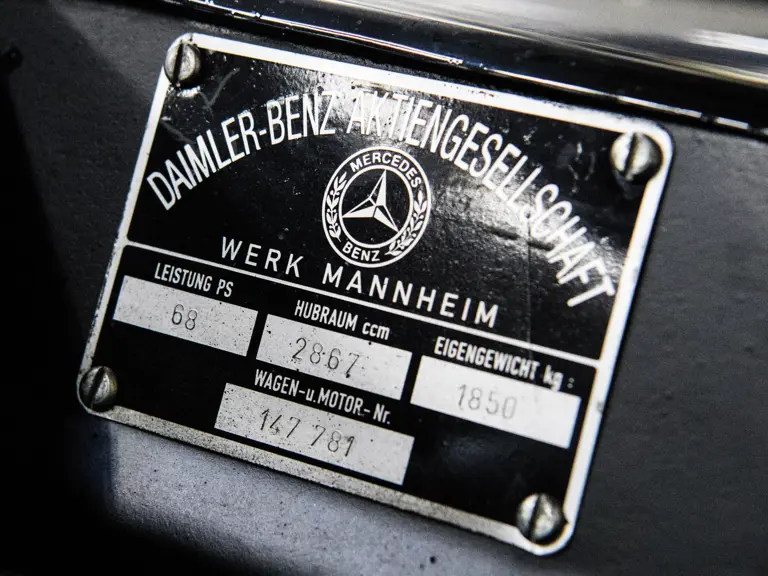 DAIMLER-BENZ AKTIENGESELLSCHAFT
MERCEDES
BENZ
WERK MANNHEIM
LEISTUNG PS
68
HUBRAUM ccm
2867
EIGENGEWICHT kg:
1850
WAGEN-u.MOTOR-Nr.
147 781